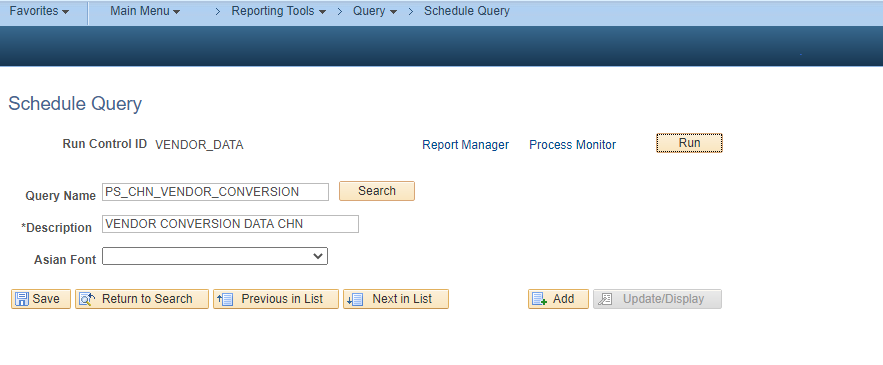 Favorites Main Menu > Reporting Tools > Query > Schedule Query
Schedule Query
Run Control ID VENDOR_DATA Report Manager Process Monitor Run
Query Name PS_CHN_VENDOR_CONVERSION Search
*Description VENDOR CONVERSION DATA CHN
Asian Font
Save Return to Search Previous in List Next in List Add Update/Display